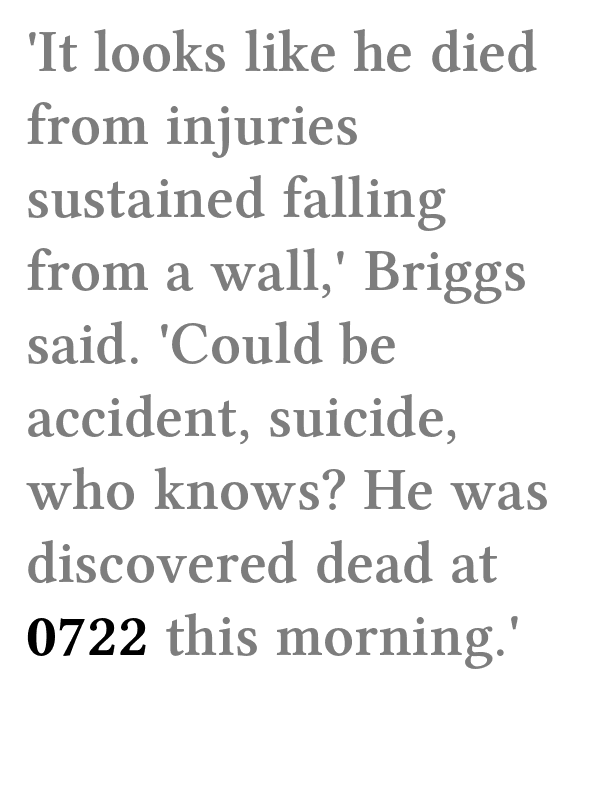 'It looks like he died
from injuries
sustained falling
from a wall,' Briggs
said. 'Could be
accident, suicide,
who knows? He was
discovered dead at
0722 this morning.'